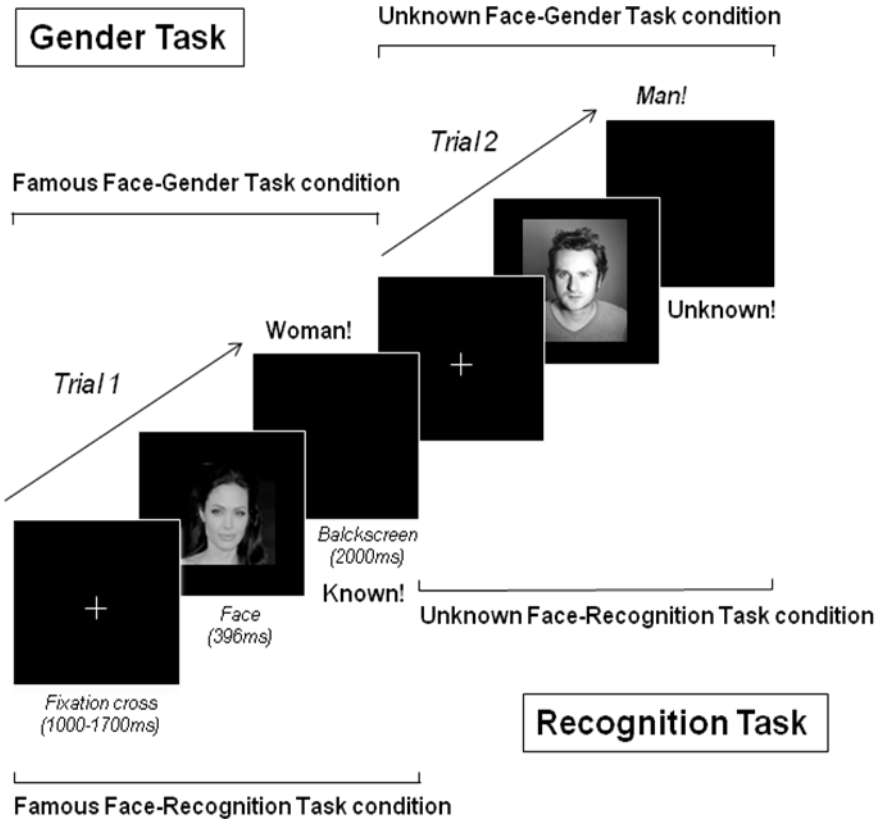 Gender Task
Unknown Face-Gender Task condition
Man!
Trial 2
Famous Face-Gender Task condition
Unknown!
Woman!
Trial 1
Balckscreen
(2000ms)
Known!
Face
(396ms)
Unknown Face-Recognition Task condition
Fixation cross
(1000-1700ms)
Recognition Task
Famous Face-Recognition Task condition